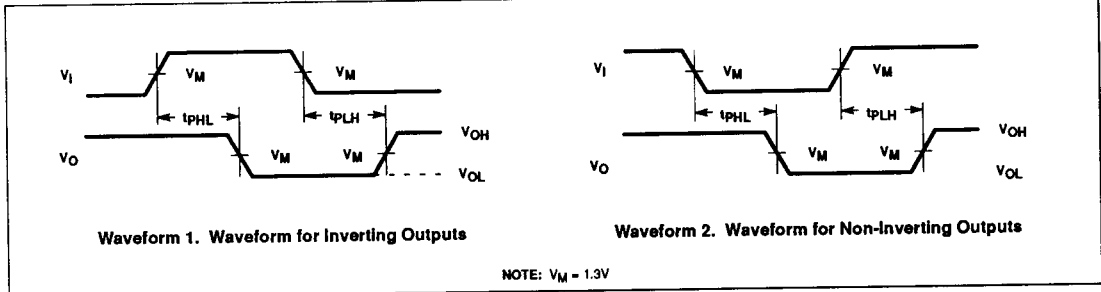 VI VM VM
tPHL tPLH
VO VM VM VOH
VOL
Waveform 1. Waveform for Inverting Outputs
VI VM VM
tPHL tPLH
VO VM VM VOH
VOL
Waveform 2. Waveform for Non-Inverting Outputs
NOTE: VM = 1.3V